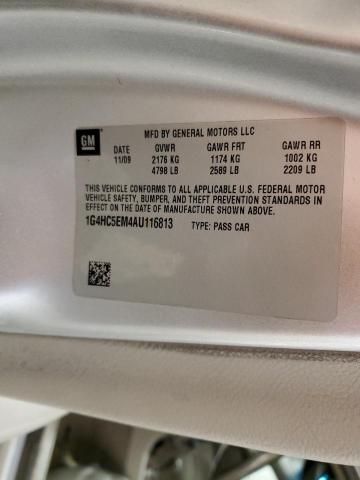 GM
MFD BY GENERAL MOTORS LLC
DATE GVWR GAWR FRT GAWR RR
11/09 2176 KG 1174 KG 1002 KG
4798 LB 2589 LB 2209 LB
THIS VEHICLE CONFORMS TO ALL APPLICABLE U.S. FEDERAL MOTOR
VEHICLE SAFETY, BUMPER, AND THEFT PREVENTION STANDARDS IN
EFFECT ON THE DATE OF MANUFACTURE SHOWN ABOVE.
1G4HC5EM4AU116813 TYPE: PASS CAR